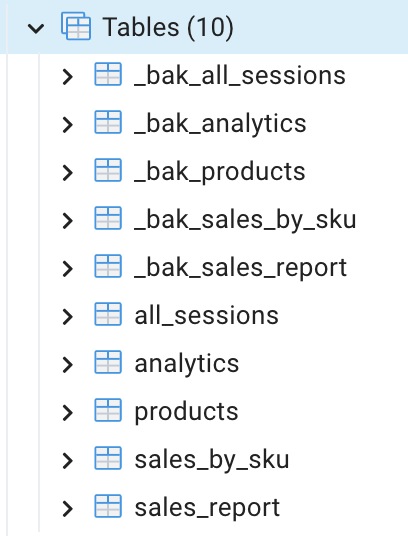 Tables (10)
_bak_all_sessions
_bak_analytics
_bak_products
_bak_sales_by_sku
_bak_sales_report
all_sessions
analytics
products
sales_by_sku
sales_report